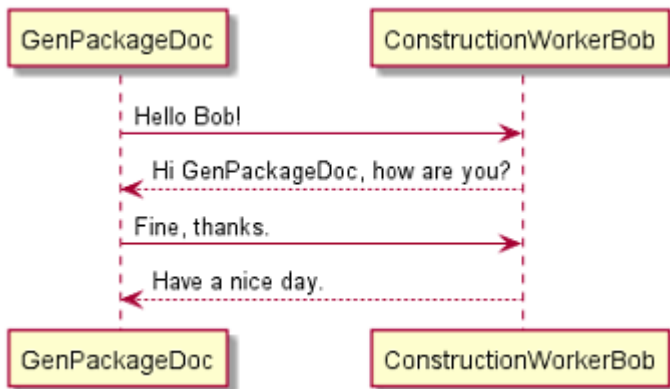 GenPackageDoc
ConstructionWorkerBob
Hello Bob!
Hi GenPackageDoc, how are you?
Fine, thanks.
Have a nice day.
GenPackageDoc
ConstructionWorkerBob